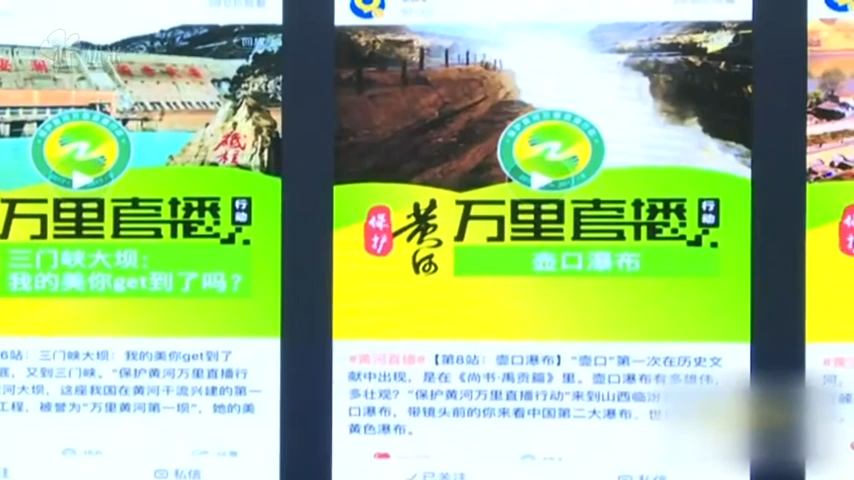 砥柱
万里直播
行动
三门峡大坝:
我的美你get到了吗?
6站:三门峡大坝:我的美你get到了
底,又到三门峡。"保护黄河万里直播行
河大坝,这座我国在黄河干流兴建的第一
工程,被誉为"万里黄河第一坝",她的美
私信
保护
黄河
万里直播
行动
壶口瀑布
#黄河直播#【第8站:壶口瀑布】"壶口"第一次在历史文
献中出现,是在《尚书·禹贡篇》里。壶口瀑布有多雄伟,
多壮观?"保护黄河万里直播行动"来到山西临汾
口瀑布,带镜头前的你来看中国第二大瀑布、世
黄色瀑布。
已关注
私信